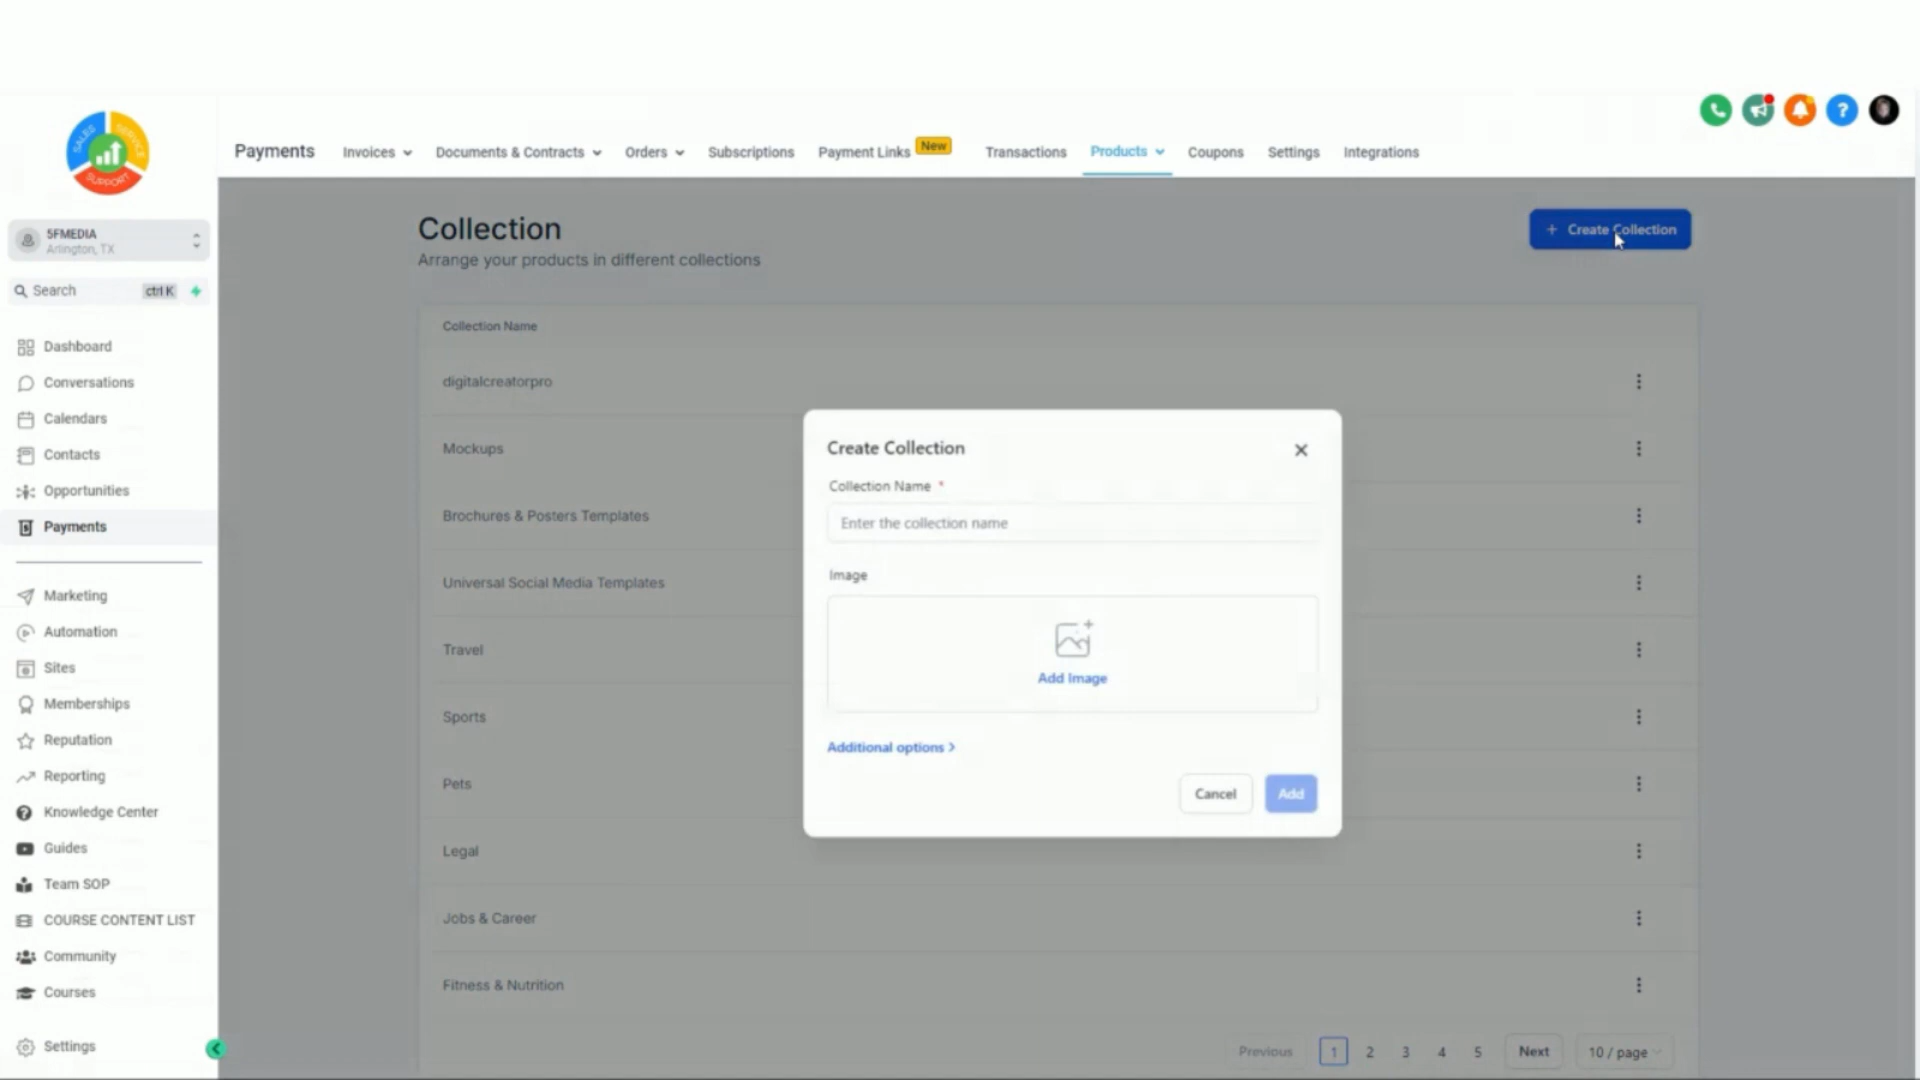 SALES
SERVICE
SUPPORT
Payments
Invoices
Documents & Contracts
Orders
Subscriptions
Payment Links
New
Transactions
Products
Coupons
Settings
Integrations
5FMEDIA
Arlington, TX
Search
ctrl K
Dashboard
Conversations
Calendars
Contacts
Opportunities
Payments
Marketing
Automation
Sites
Memberships
Reputation
Reporting
Knowledge Center
Guides
Team SOP
COURSE CONTENT LIST
Community
Courses
Settings
Collection
Arrange your products in different collections
+ Create Collection
Collection Name
digitalcreatorpro
Mockups
Brochures & Posters Templates
Universal Social Media Templates
Travel
Sports
Pets
Legal
Jobs & Career
Fitness & Nutrition
Create Collection
Collection Name *
Enter the collection name
Image
Add Image
Additional options >
Cancel
Add
Previous
1
2
3
4
5
Next
10 / page